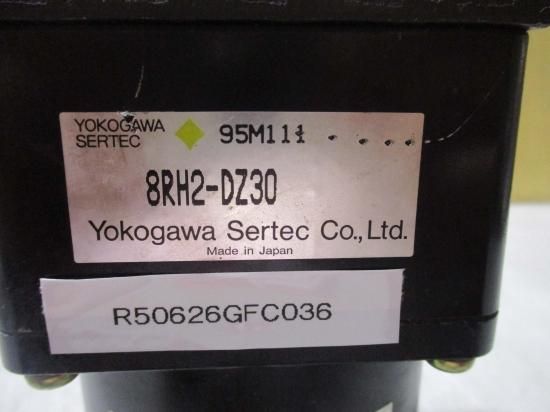 YOKOGAWA
SERTEC
95M111
8RH2-DZ30
Yokogawa Sertec Co.,Ltd.
Made in Japan
R50626GFC036